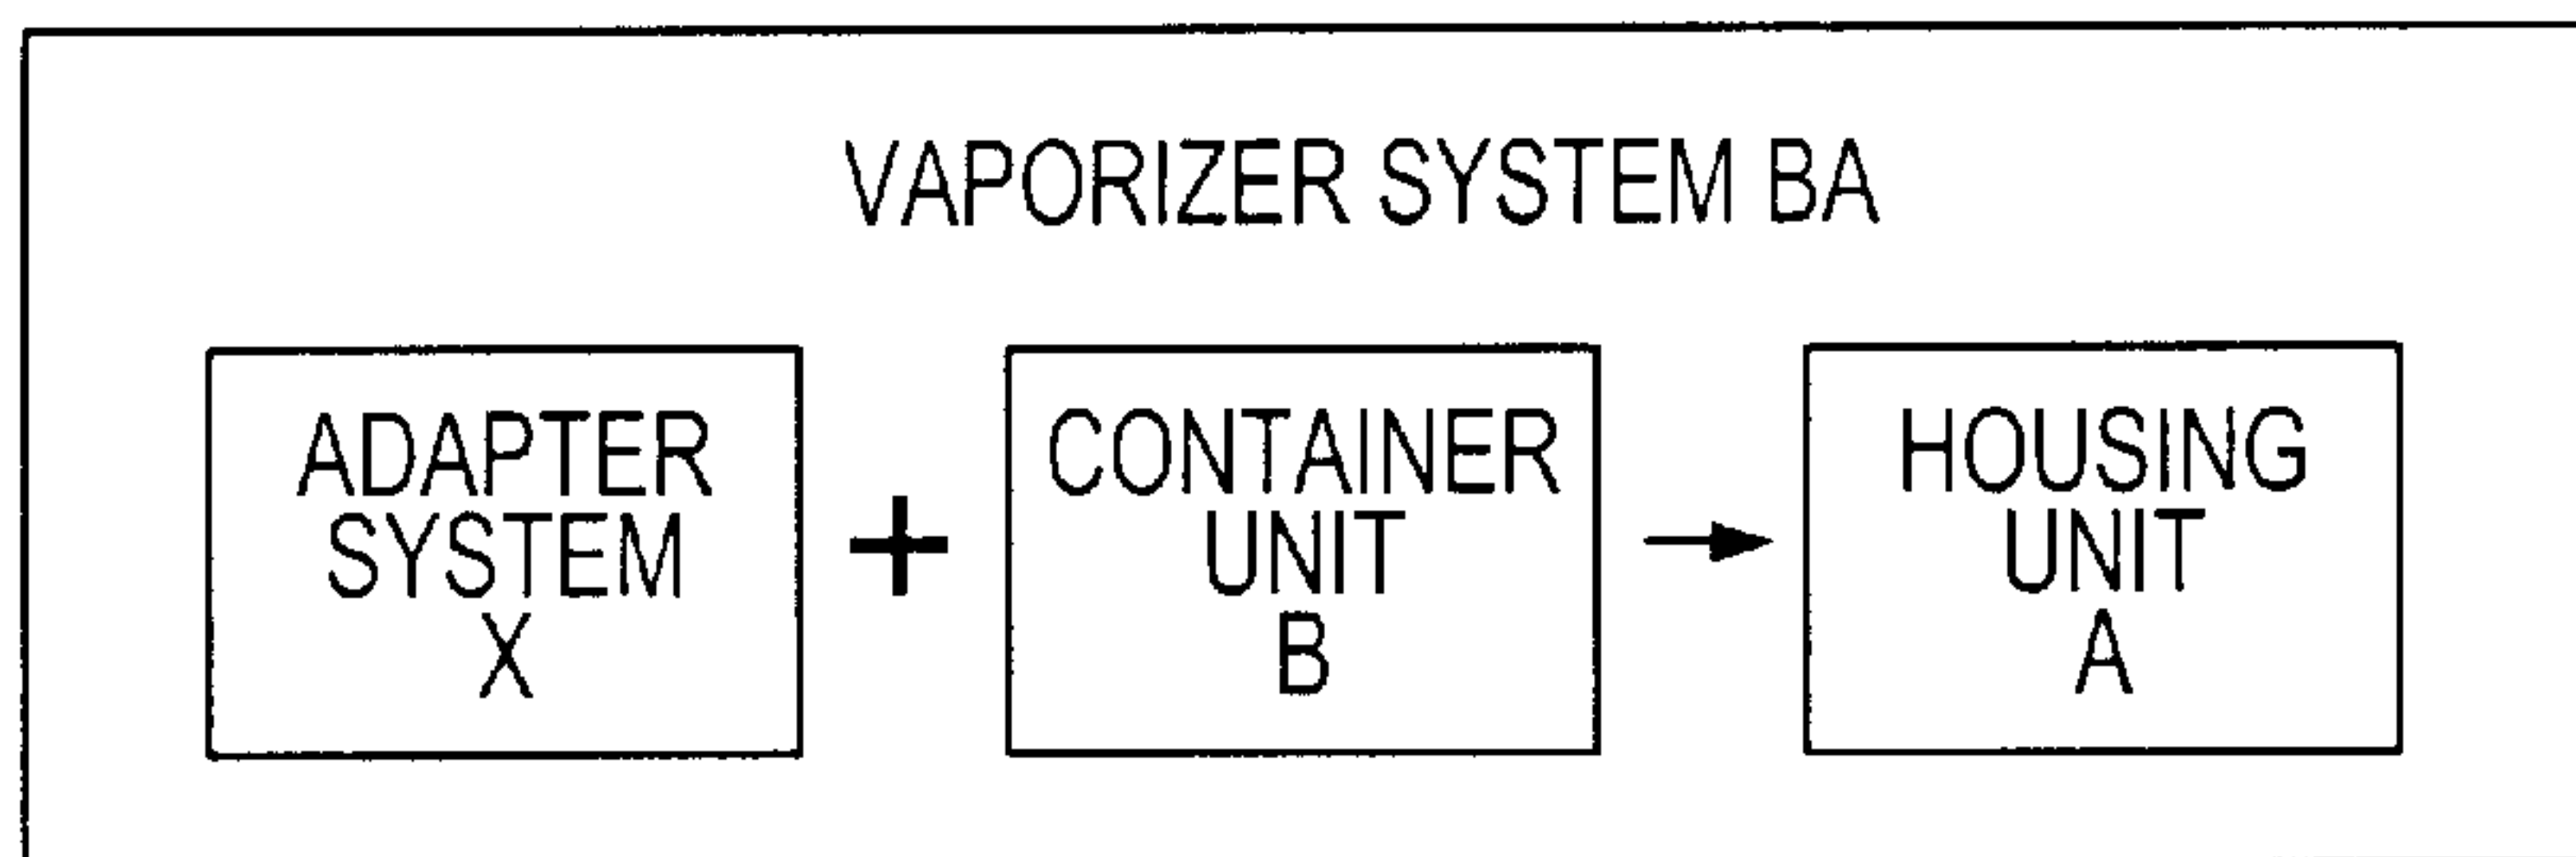 VAPORIZER SYSTEM BA
ADAPTER
SYSTEM
X
+
CONTAINER
UNIT
B
HOUSING
UNIT
A